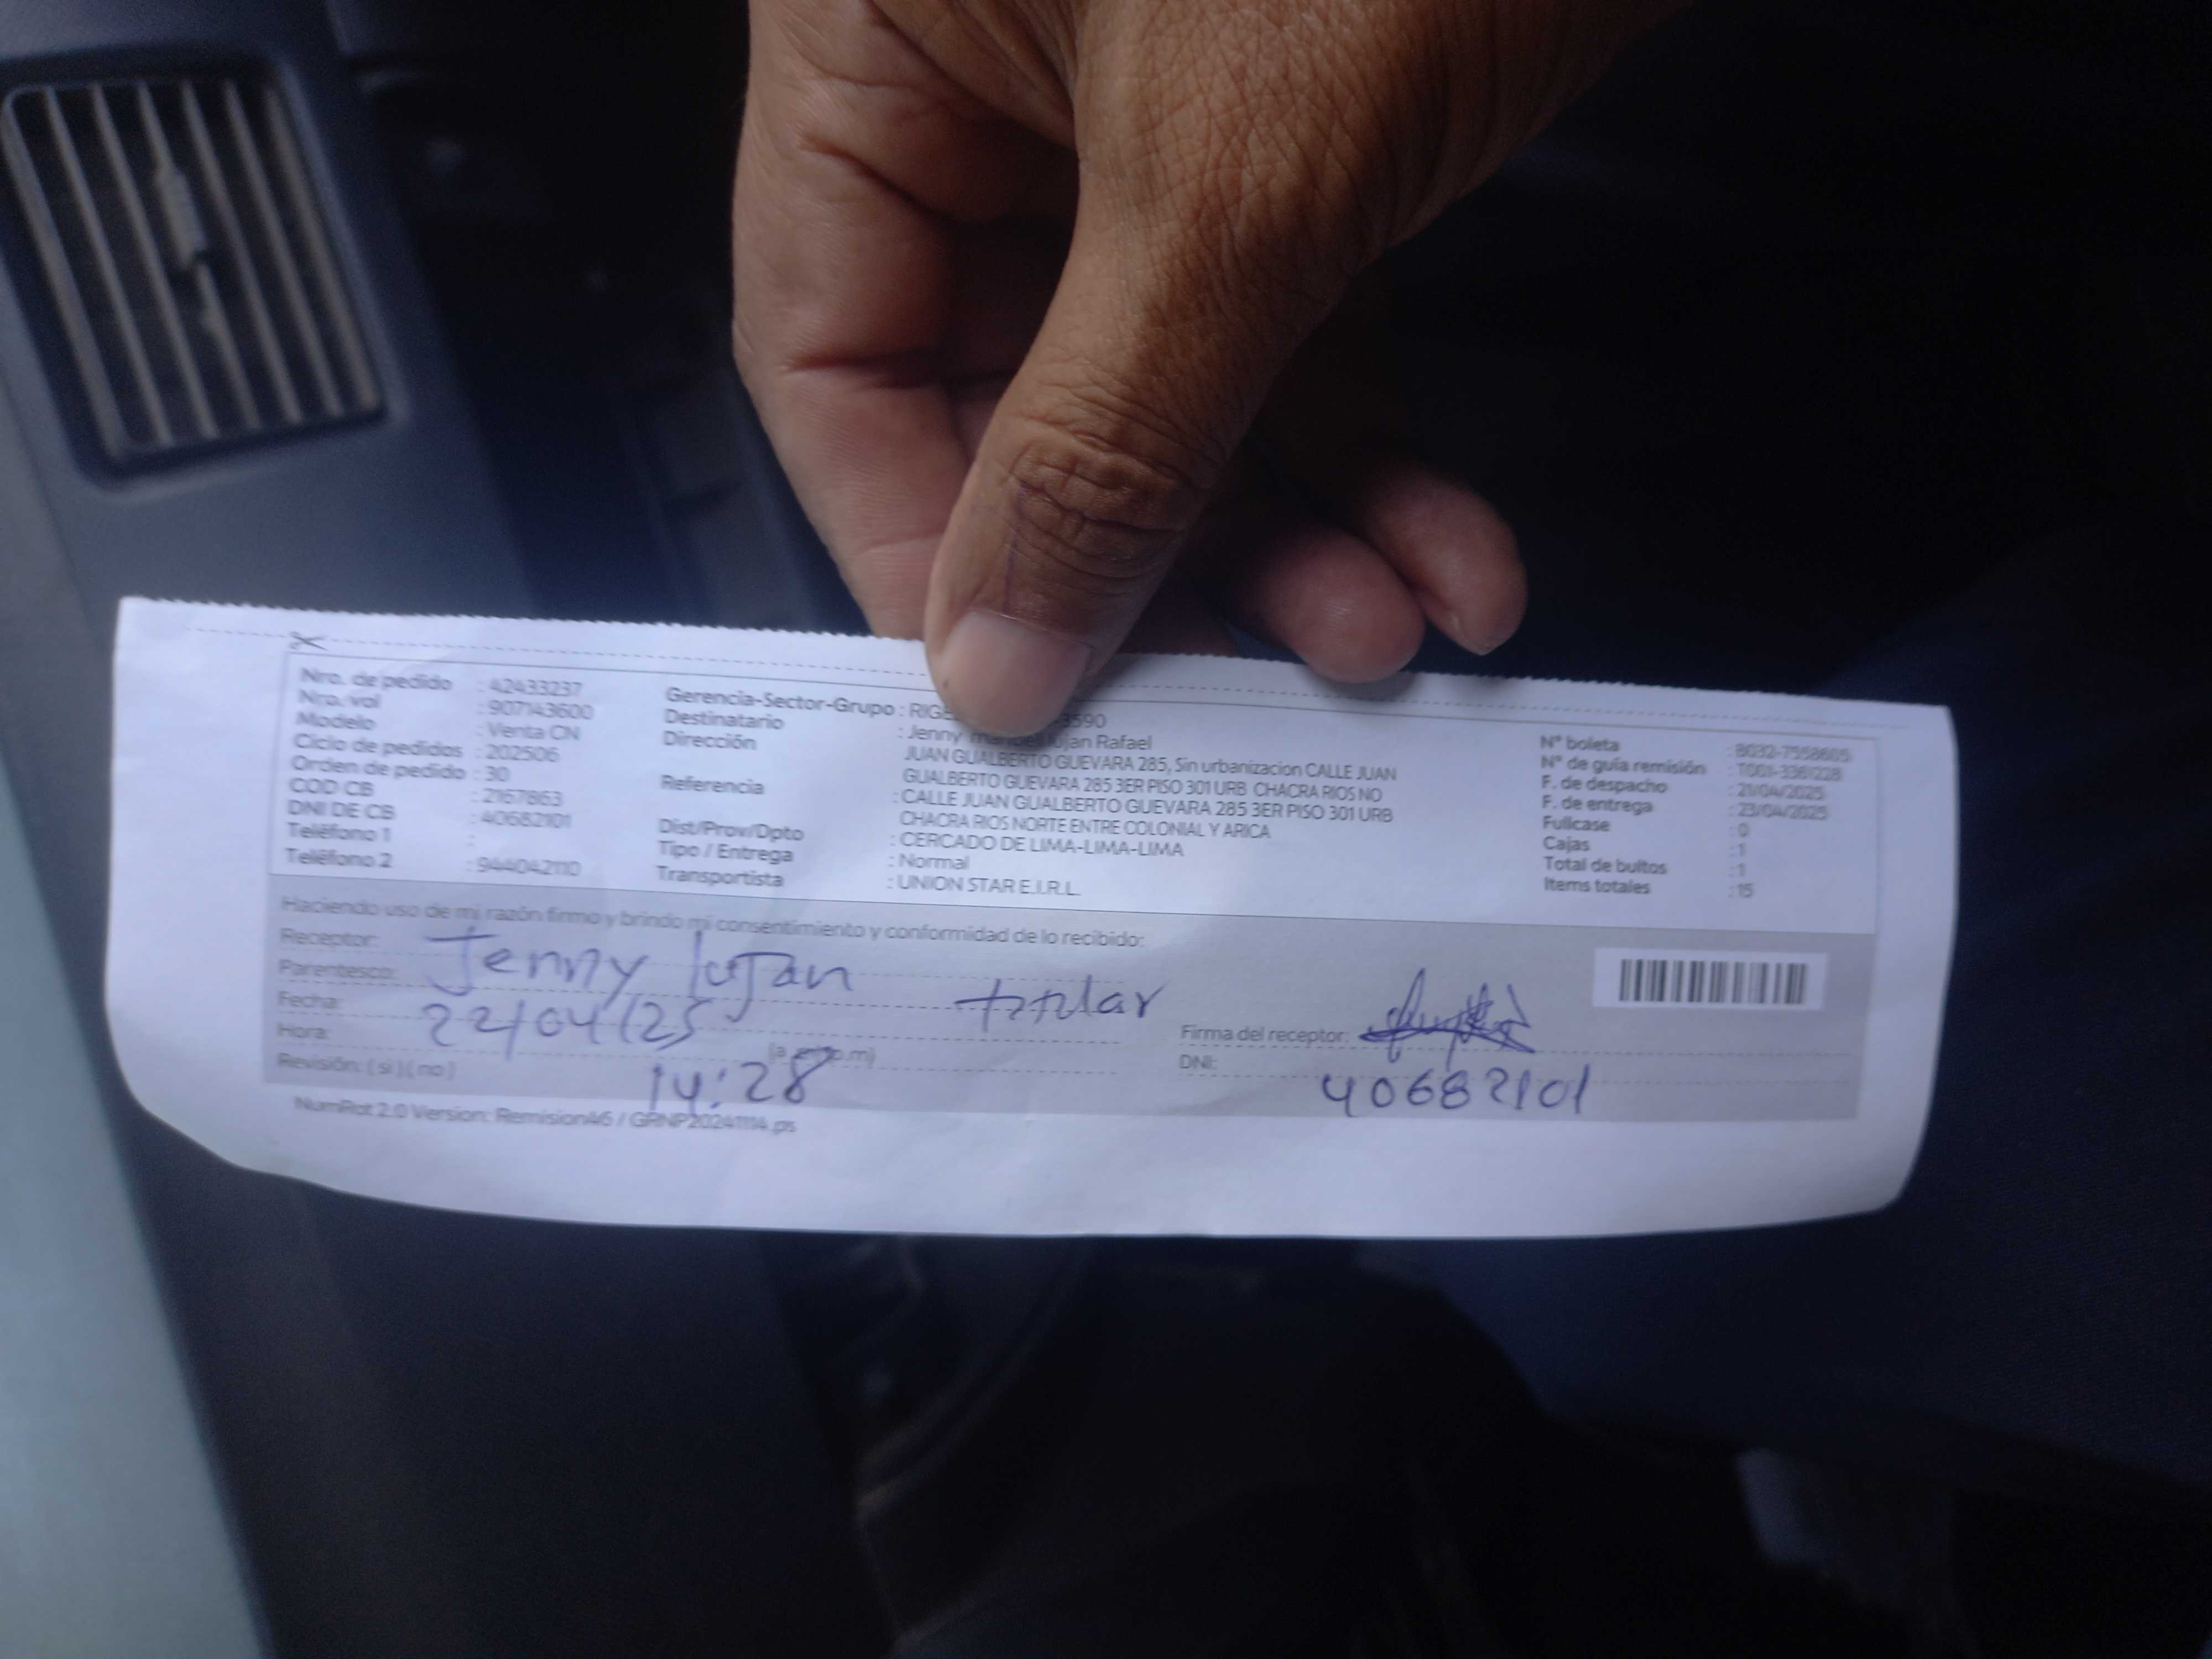 Nro. de pedido : 42433237
Nro. vol : 907143600
Modelo : Venta CN
Ciclo de pedidos : 202506
Orden de pedido : 30
COD CB : 2167863
DNI DE CB : 40682101
Teléfono 1 :
Teléfono 2 : 944042110
Gerencia-Sector-Grupo : RIGE 3590
Destinatario : Jenny Rafael
Dirección : JUAN GUALBERTO GUEVARA 285, Sin urbanizacion CALLE JUAN
GUALBERTO GUEVARA 285 3ER PISO 301 URB CHACRA RIOS NO
Referencia : CALLE JUAN GUALBERTO GUEVARA 285 3ER PISO 301 URB
CHACRA RIOS NORTE ENTRE COLONIAL Y ARICA
Dist/Prov/Dpto : CERCADO DE LIMA-LIMA-LIMA
Tipo / Entrega : Normal
Transportista : UNION STAR E.I.R.L.
N° boleta : B032-7558605
N° de guía remisión : T001-3361228
F. de despacho : 21/04/2025
F. de entrega : 23/04/2025
Fullcase : 0
Cajas : 1
Total de bultos : 1
Items totales : 15
Haciendo uso de mi razón firmo y brindo mi consentimiento y conformidad de lo recibido:
Receptor: Jenny lujan
Parentesco: titular
Fecha: 22/04/25
Hora: 14:28
Revisión: ( si ) ( no )
Firma del receptor:
DNI: 40682101
NumRot 2.0 Version: Remision46 / GRNP20241114.ps